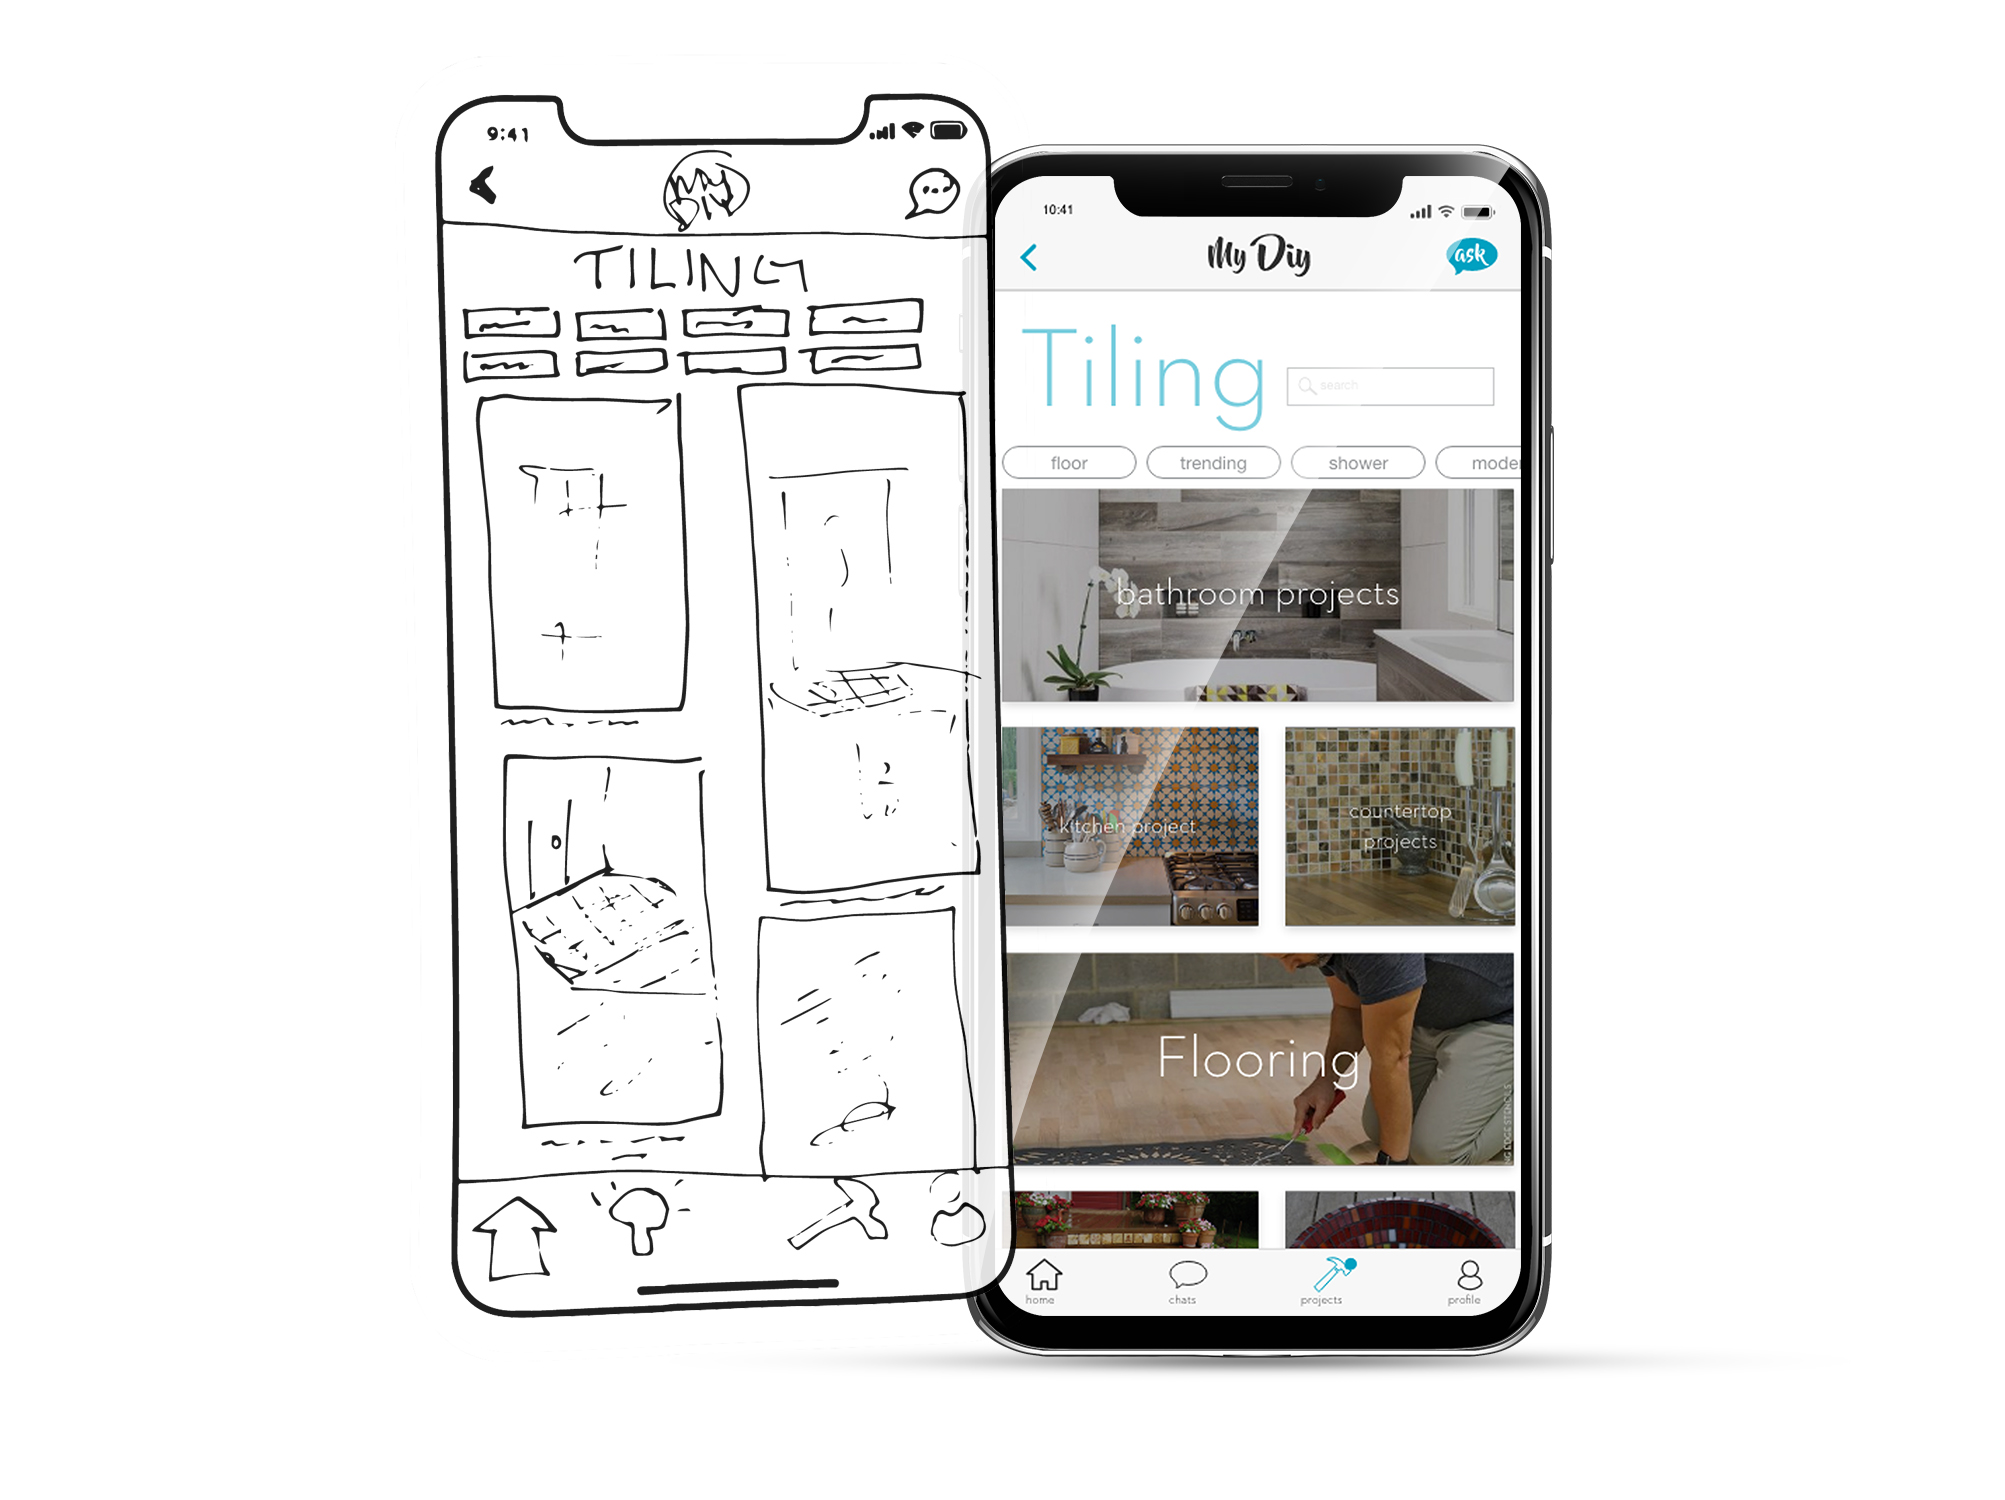 9:41
MY
DIY
TILING
10:41
My Diy
ask
Tiling
search
floor
trending
shower
moder
bathroom projects
kitchen project
countertop
projects
Flooring
home
chats
projects
profile